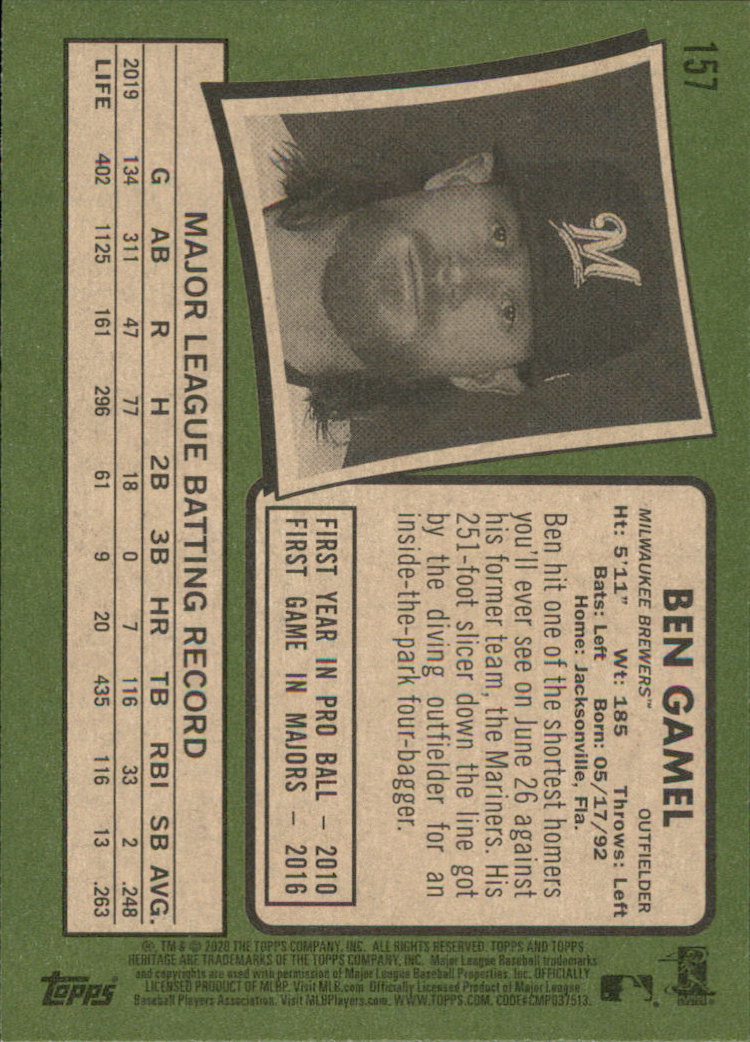 157
M
BEN GAMEL
MILWAUKEE BREWERS™ OUTFIELDER
Ht: 5'11" Wt: 185 Throws: Left
Bats: Left Born: 05/17/92
Home: Jacksonville, Fla.
Ben hit one of the shortest homers
you'll ever see on June 26 against
his former team, the Mariners. His
251-foot slicer down the line got
by the diving outfielder for an
inside-the-park four-bagger.
FIRST YEAR IN PRO BALL – 2010
FIRST GAME IN MAJORS – 2016
MAJOR LEAGUE BATTING RECORD
G AB R H 2B 3B HR TB RBI SB AVG.
2019 134 311 47 77 18 0 7 116 33 2 .248
LIFE 402 1125 161 296 61 9 20 435 116 13 .263
®, TM & © 2020 THE TOPPS COMPANY, INC. ALL RIGHTS RESERVED. TOPPS AND TOPPS
HERITAGE ARE TRADEMARKS OF THE TOPPS COMPANY, INC. Major League Baseball trademarks
and copyrights are used with permission of Major League Baseball Properties, Inc. OFFICIALLY
LICENSED PRODUCT OF MLBP. Visit MLB.com Officially Licensed Product of Major League
Baseball Players Association. Visit MLBPlayers.com. WWW.TOPPS.COM. CODE#CMP037513.
topps